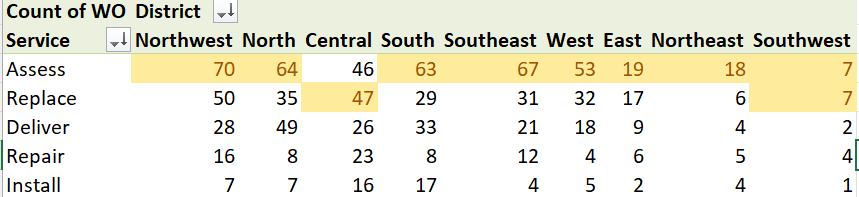 Count of WO District
Service Northwest North Central South Southeast West East Northeast Southwest
Assess 70 64 46 63 67 53 19 18 7
Replace 50 35 47 29 31 32 17 6 7
Deliver 28 49 26 33 21 18 9 4 2
Repair 16 8 23 8 12 4 6 5 4
Install 7 7 16 17 4 5 2 4 1